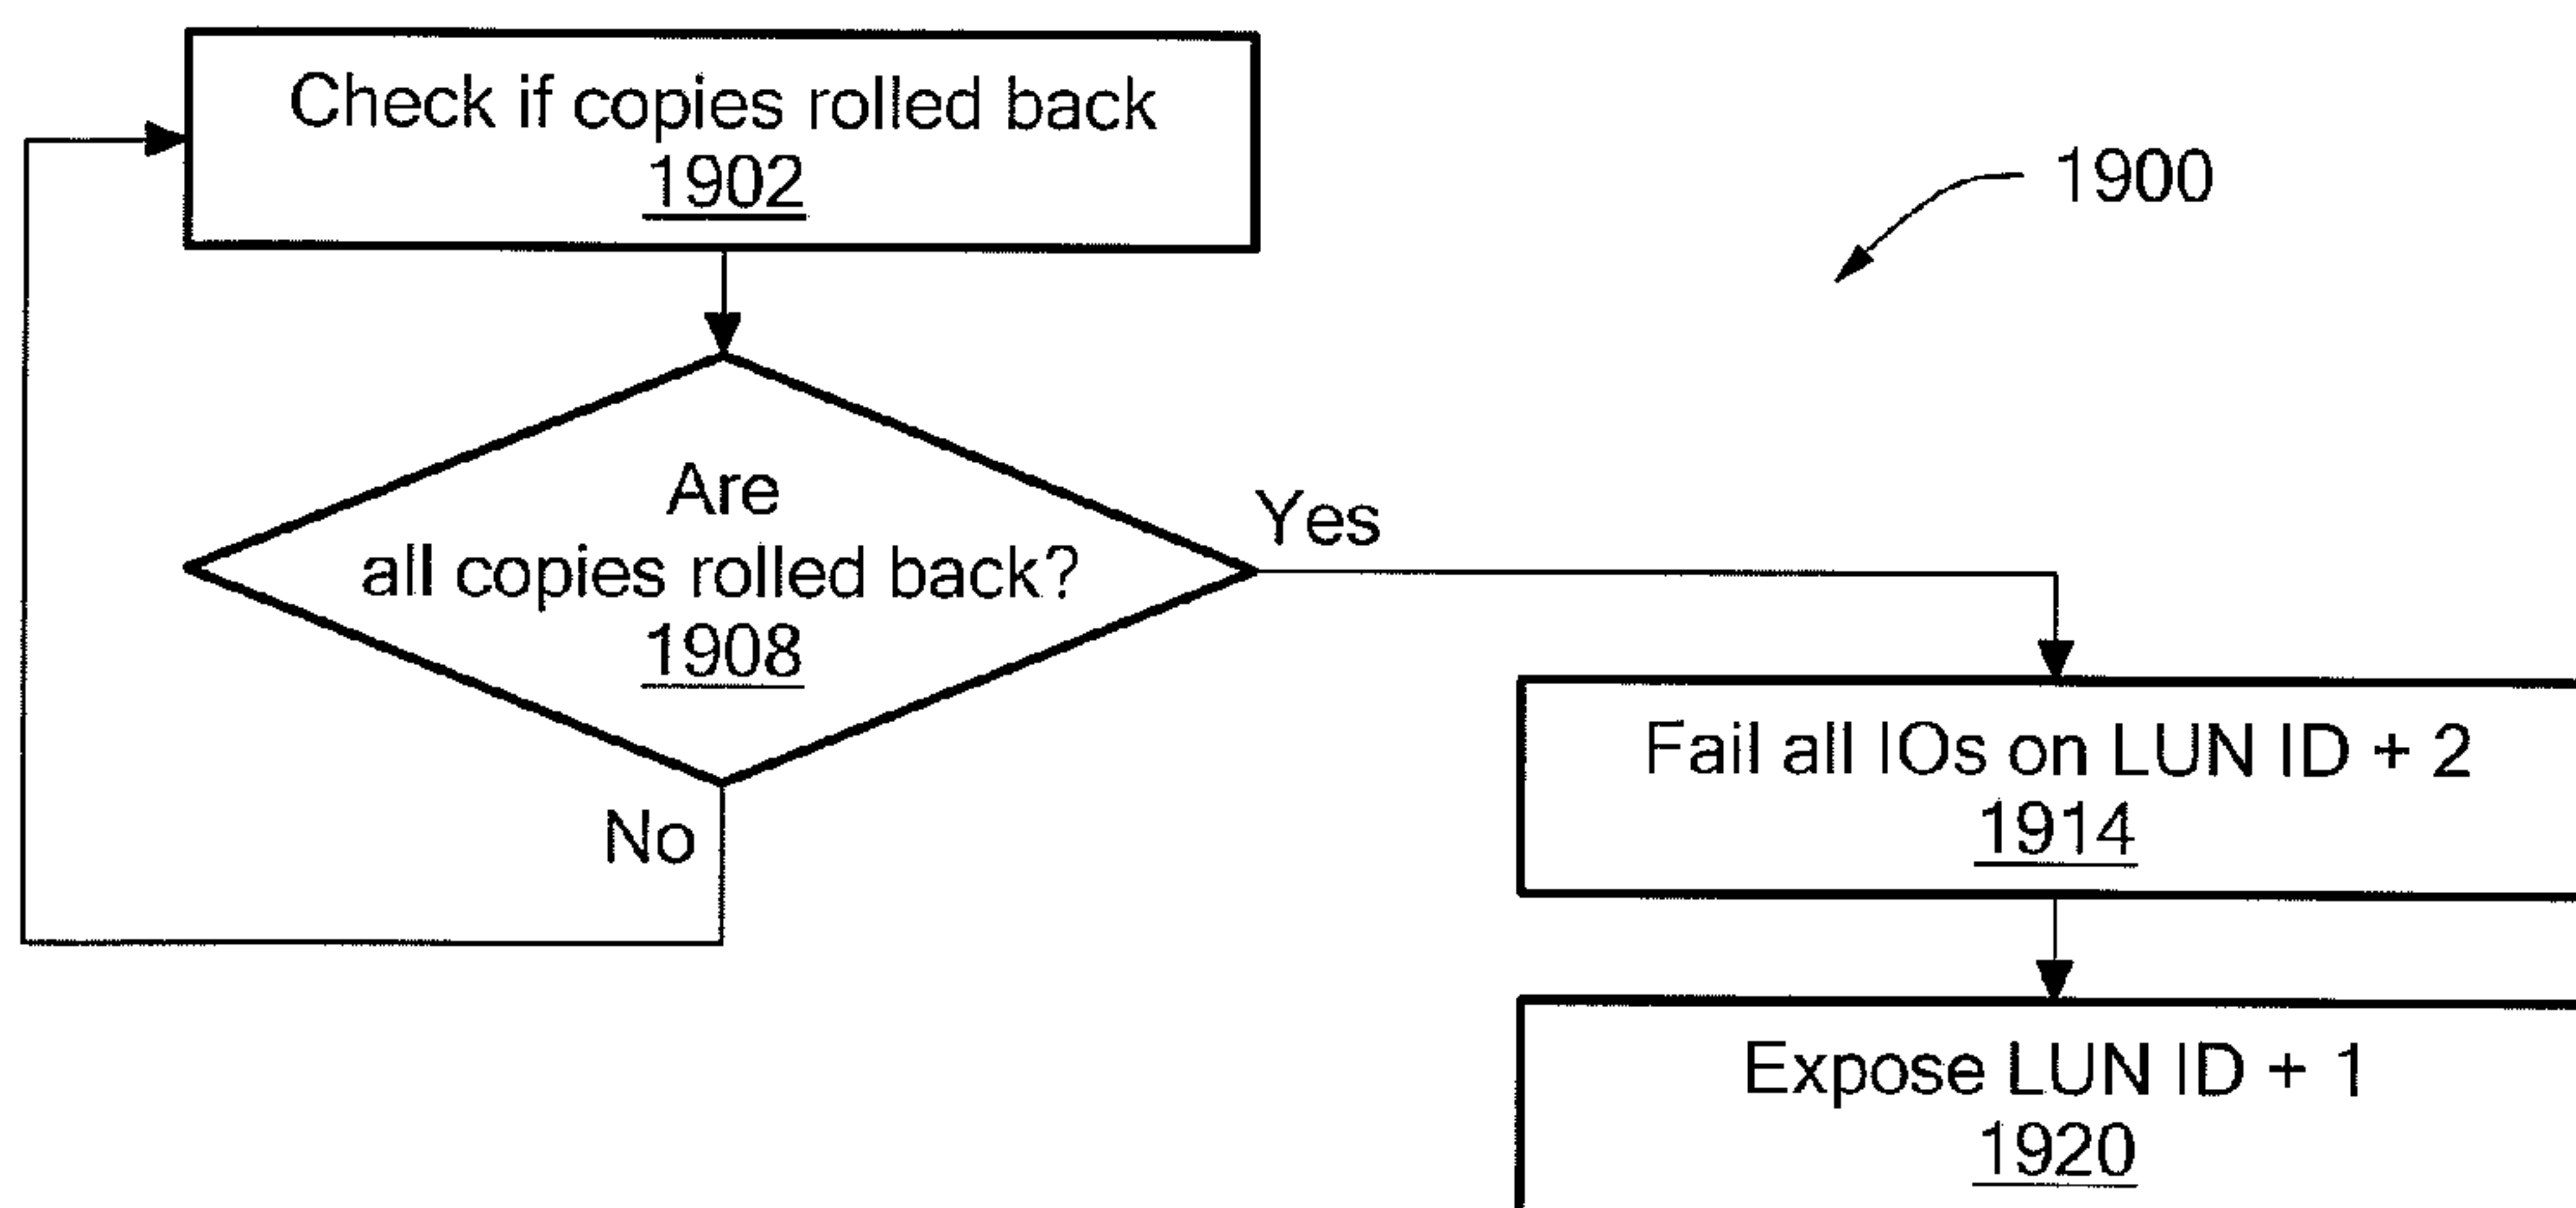 Check if copies rolled back
1902
1900
Are
all copies rolled back?
1908
Yes
No
Fail all IOs on LUN ID + 2
1914
Expose LUN ID + 1
1920